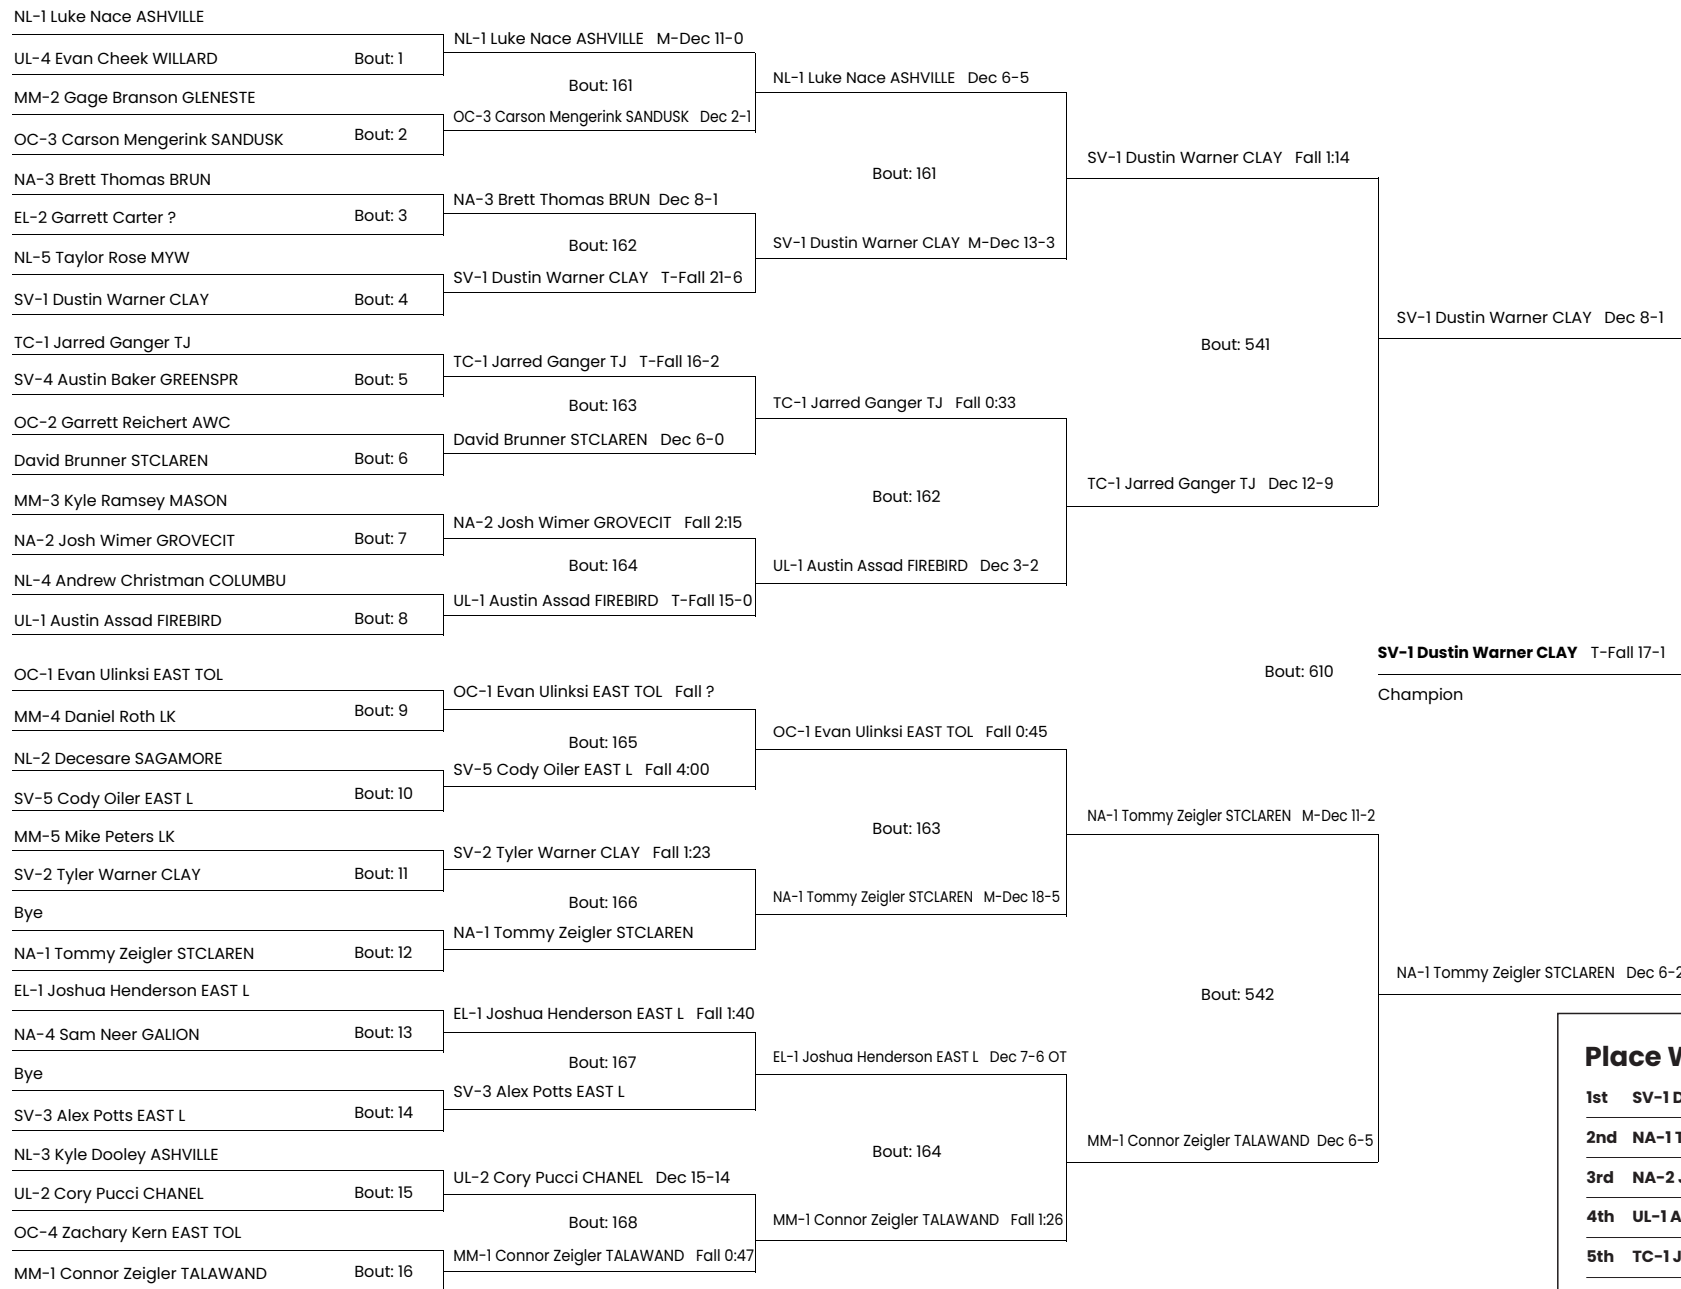 NL-1 Luke Nace ASHVILLE
UL-4 Evan Cheek WILLARD
Bout: 1
MM-2 Gage Branson GLENESTE
OC-3 Carson Mengerink SANDUSK
Bout: 2
NA-3 Brett Thomas BRUN
EL-2 Garrett Carter ?
Bout: 3
NL-5 Taylor Rose MYW
SV-1 Dustin Warner CLAY
Bout: 4
TC-1 Jarred Ganger TJ
SV-4 Austin Baker GREENSPR
Bout: 5
OC-2 Garrett Reichert AWC
David Brunner STCLAREN
Bout: 6
MM-3 Kyle Ramsey MASON
NA-2 Josh Wimer GROVECIT
Bout: 7
NL-4 Andrew Christman COLUMBU
UL-1 Austin Assad FIREBIRD
Bout: 8
OC-1 Evan Ulinksi EAST TOL
MM-4 Daniel Roth LK
Bout: 9
NL-2 Decesare SAGAMORE
SV-5 Cody Oiler EAST L
Bout: 10
MM-5 Mike Peters LK
SV-2 Tyler Warner CLAY
Bout: 11
Bye
NA-1 Tommy Zeigler STCLAREN
Bout: 12
EL-1 Joshua Henderson EAST L
NA-4 Sam Neer GALION
Bout: 13
Bye
SV-3 Alex Potts EAST L
Bout: 14
NL-3 Kyle Dooley ASHVILLE
UL-2 Cory Pucci CHANEL
Bout: 15
OC-4 Zachary Kern EAST TOL
MM-1 Connor Zeigler TALAWAND
Bout: 16
NL-1 Luke Nace ASHVILLE M-Dec 11-0
Bout: 161
OC-3 Carson Mengerink SANDUSK Dec 2-1
NA-3 Brett Thomas BRUN Dec 8-1
Bout: 162
SV-1 Dustin Warner CLAY T-Fall 21-6
TC-1 Jarred Ganger TJ T-Fall 16-2
Bout: 163
David Brunner STCLAREN Dec 6-0
NA-2 Josh Wimer GROVECIT Fall 2:15
Bout: 164
UL-1 Austin Assad FIREBIRD T-Fall 15-0
OC-1 Evan Ulinksi EAST TOL Fall ?
Bout: 165
SV-5 Cody Oiler EAST L Fall 4:00
SV-2 Tyler Warner CLAY Fall 1:23
Bout: 166
NA-1 Tommy Zeigler STCLAREN
EL-1 Joshua Henderson EAST L Fall 1:40
Bout: 167
SV-3 Alex Potts EAST L
UL-2 Cory Pucci CHANEL Dec 15-14
Bout: 168
MM-1 Connor Zeigler TALAWAND Fall 0:47
NL-1 Luke Nace ASHVILLE Dec 6-5
Bout: 161
SV-1 Dustin Warner CLAY M-Dec 13-3
TC-1 Jarred Ganger TJ Fall 0:33
Bout: 162
UL-1 Austin Assad FIREBIRD Dec 3-2
OC-1 Evan Ulinksi EAST TOL Fall 0:45
Bout: 163
NA-1 Tommy Zeigler STCLAREN M-Dec 18-5
EL-1 Joshua Henderson EAST L Dec 7-6 OT
Bout: 164
MM-1 Connor Zeigler TALAWAND Fall 1:26
SV-1 Dustin Warner CLAY Fall 1:14
Bout: 541
TC-1 Jarred Ganger TJ Dec 12-9
NA-1 Tommy Zeigler STCLAREN M-Dec 11-2
Bout: 542
MM-1 Connor Zeigler TALAWAND Dec 6-5
SV-1 Dustin Warner CLAY Dec 8-1
Bout: 610
SV-1 Dustin Warner CLAY T-Fall 17-1
Champion
NA-1 Tommy Zeigler STCLAREN Dec 6-2
Place
1st SV-1
2nd NA-1
3rd NA-2
4th UL-1
5th TC-1